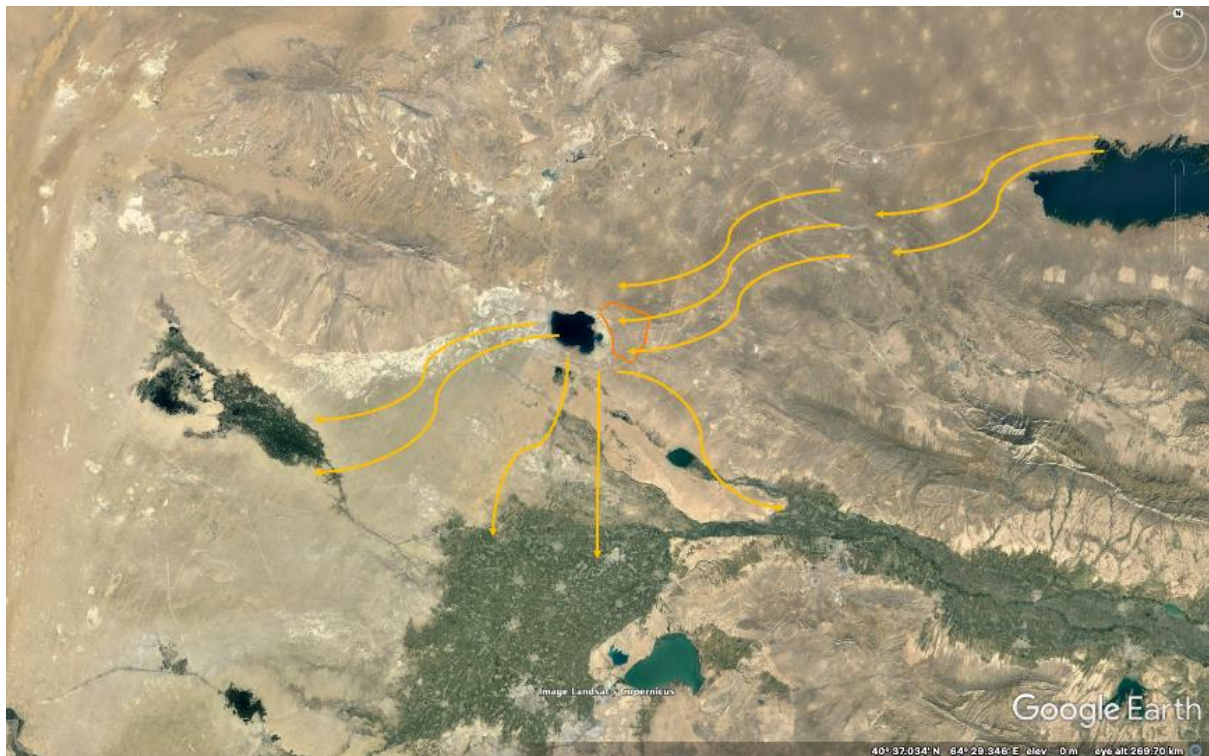 N
Image Landsat / Copernicus
Google Earth
40° 37.034' N 64° 29.346' E elev 0 m eye alt 269.70 km